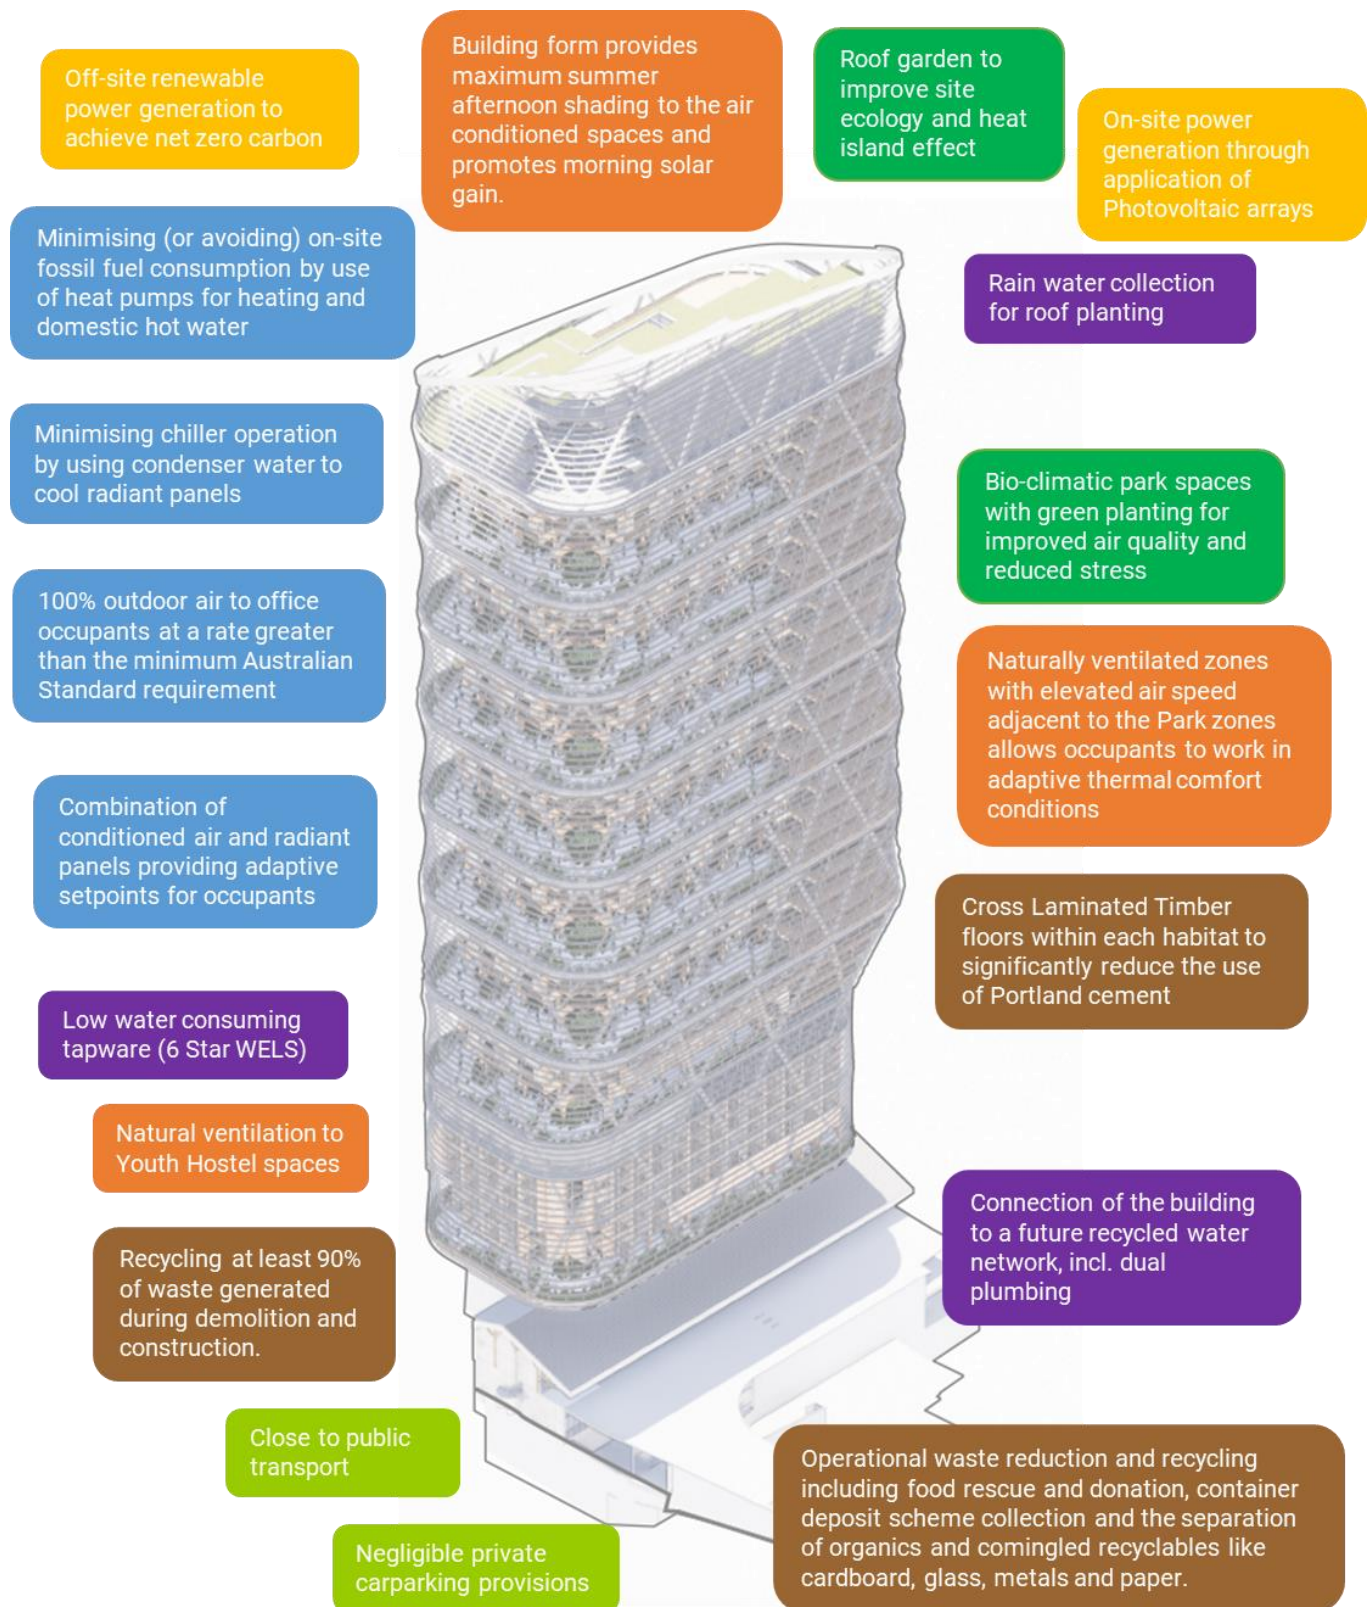 Off-site renewable
power generation to
achieve net zero carbon
Building form provides
maximum summer
afternoon shading to the air
conditioned spaces and
promotes morning solar
gain.
Roof garden to
improve site
ecology and heat
island effect
On-site power
generation through
application of
Photovoltaic arrays
Minimising (or avoiding) on-site
fossil fuel consumption by use
of heat pumps for heating and
domestic hot water
Rain water collection
for roof planting
Minimising chiller operation
by using condenser water to
cool radiant panels
Bio-climatic park spaces
with green planting for
improved air quality and
reduced stress
100% outdoor air to office
occupants at a rate greater
than the minimum Australian
Standard requirement
Naturally ventilated zones
with elevated air speed
adjacent to the Park zones
allows occupants to work in
adaptive thermal comfort
conditions
Combination of
conditioned air and radiant
panels providing adaptive
setpoints for occupants
Cross Laminated Timber
floors within each habitat to
significantly reduce the use
of Portland cement
Low water consuming
tapware (6 Star WELS)
Natural ventilation to
Youth Hostel spaces
Connection of the building
to a future recycled water
network, incl. dual
plumbing
Recycling at least 90%
of waste generated
during demolition and
construction.
Close to public
transport
Operational waste reduction and recycling
including food rescue and donation, container
deposit scheme collection and the separation
of organics and comingled recyclables like
cardboard, glass, metals and paper.
Negligible private
carparking provisions